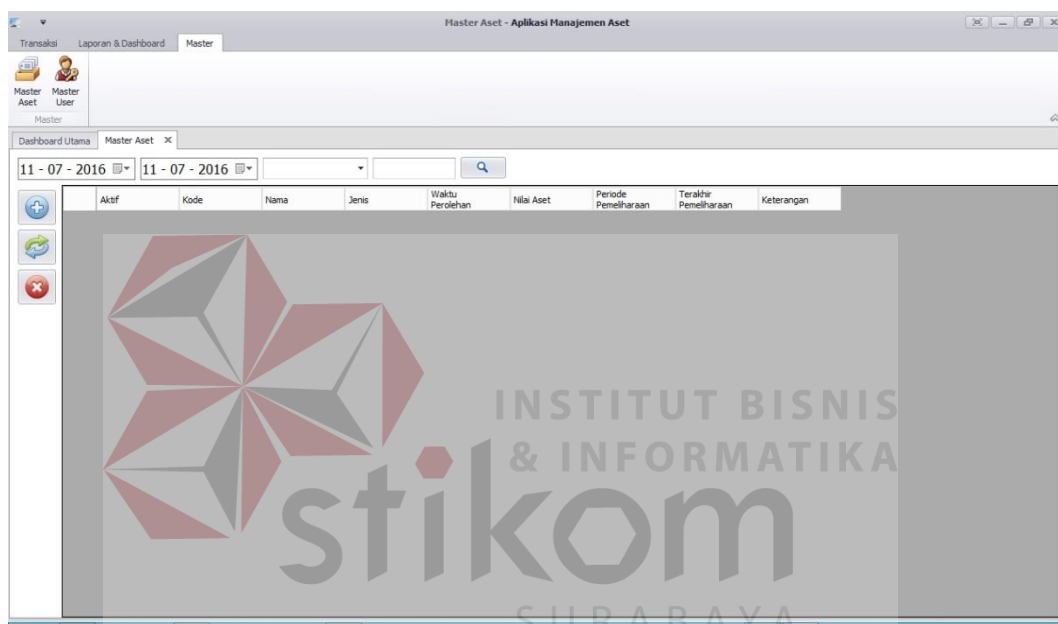 Master Aset - Aplikasi Manajemen Aset
Transaksi Laporan & Dashboard Master
Master Aset
Master User
Master
Dashboard Utama Master Aset
11 - 07 - 2016 11 - 07 - 2016
Aktif Kode Nama Jenis Waktu Perolehan Nilai Aset Periode Pemeliharaan Terakhir Pemeliharaan Keterangan
INSTITUT BISNIS
& INFORMATIKA
stikom
SURABAYA